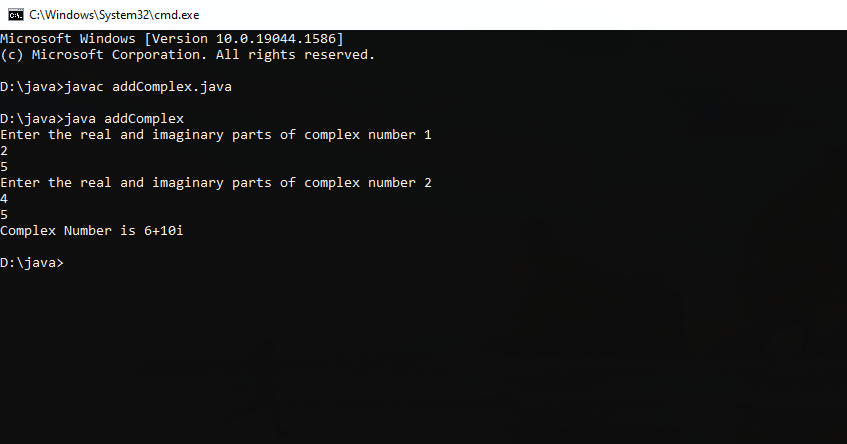 C:\Windows\System32\cmd.exe
Microsoft Windows [Version 10.0.19044.1586]
(c) Microsoft Corporation. All rights reserved.
D:\java>javac addComplex.java
D:\java>java addComplex
Enter the real and imaginary parts of complex number 1
2
5
Enter the real and imaginary parts of complex number 2
4
5
Complex Number is 6+10i
D:\java>